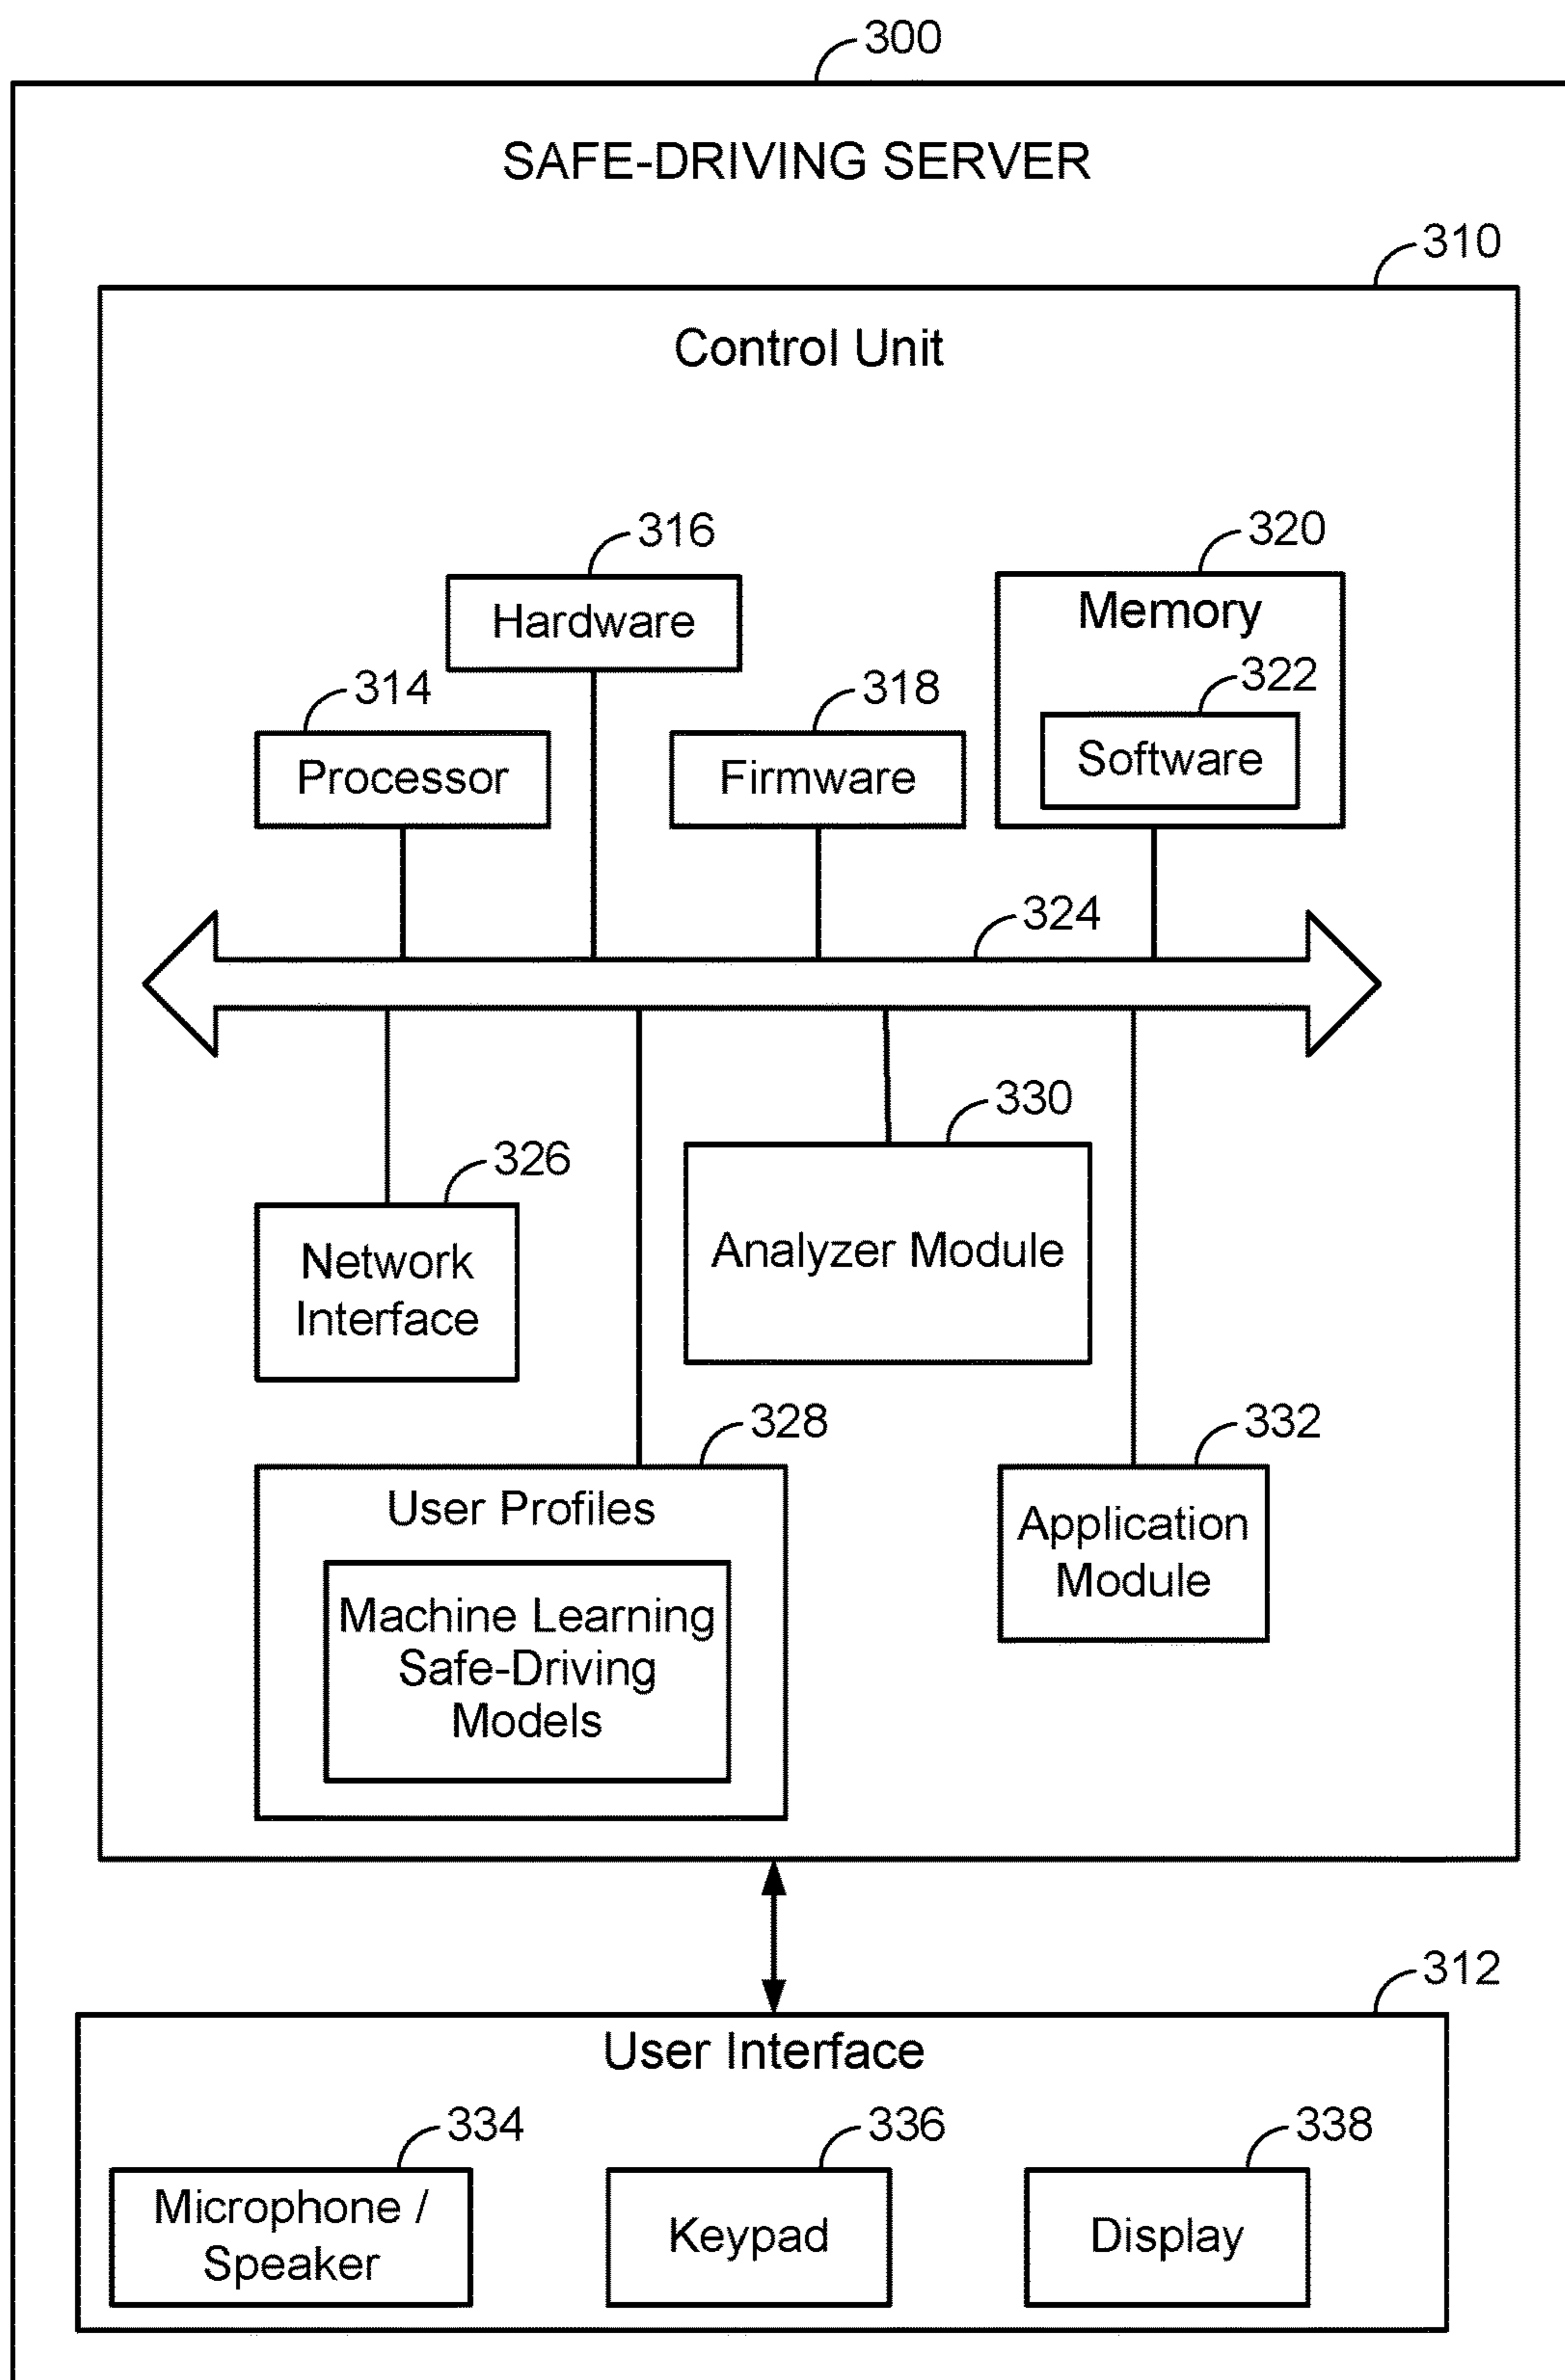 300
SAFE-DRIVING SERVER
310
Control Unit
316
320
Hardware
Memory
314
318
322
Processor
Firmware
Software
324
330
326
Network
Interface
Analyzer Module
328
332
User Profiles
Application
Module
Machine Learning
Safe-Driving
Models
312
User Interface
334
336
338
Microphone /
Speaker
Keypad
Display